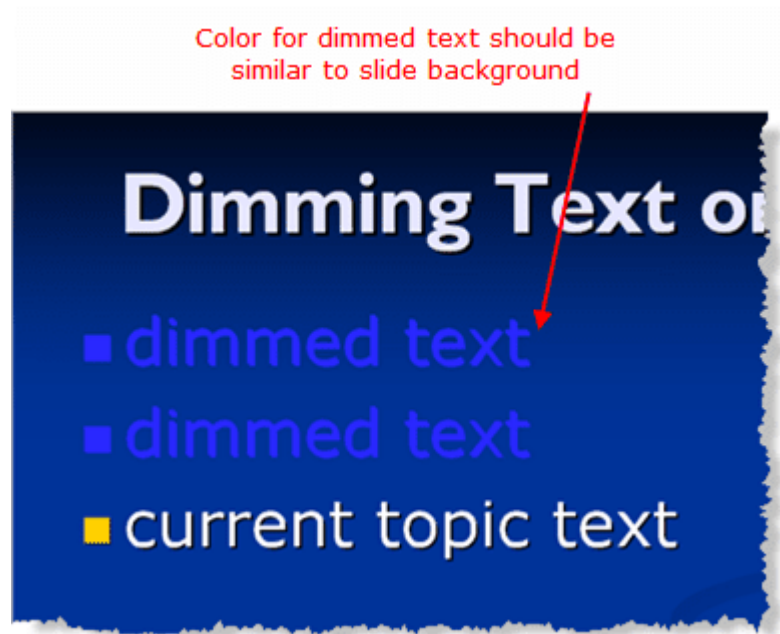 Color for dimmed text should be
similar to slide background
Dimming Text o
dimmed text
dimmed text
current topic text